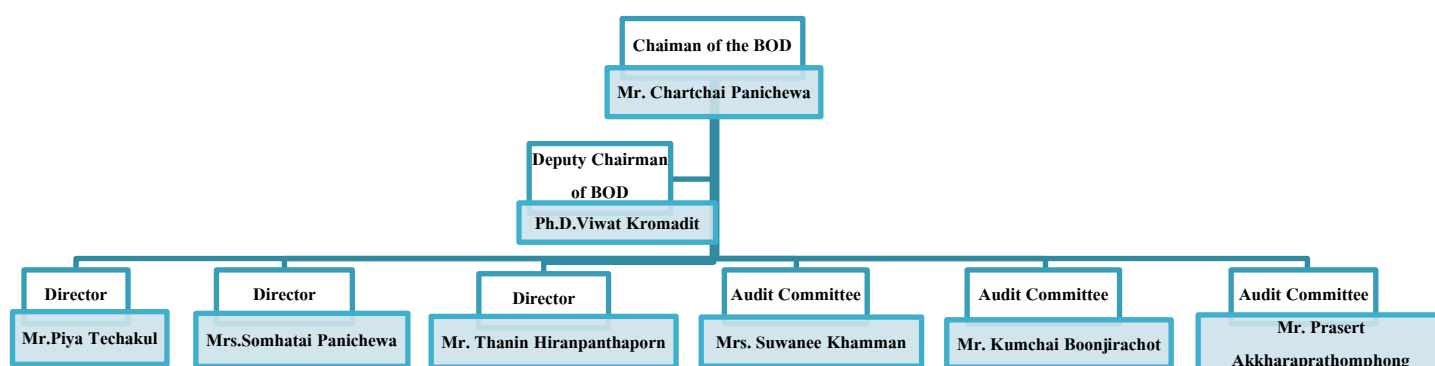 Chaiman of the BOD
Mr. Chartchai Panichewa
Deputy Chairman
of BOD
Ph.D.Viwat Kromadit
Director
Mr.Piya Techakul
Director
Mrs.Somhatai Panichewa
Director
Mr. Thanin Hiranpanthaporn
Audit Committee
Mrs. Suwanee Khamman
Audit Committee
Mr. Kumchai Boonjirachot
Audit Committee
Mr. Prasert
Akkharaprathomphong